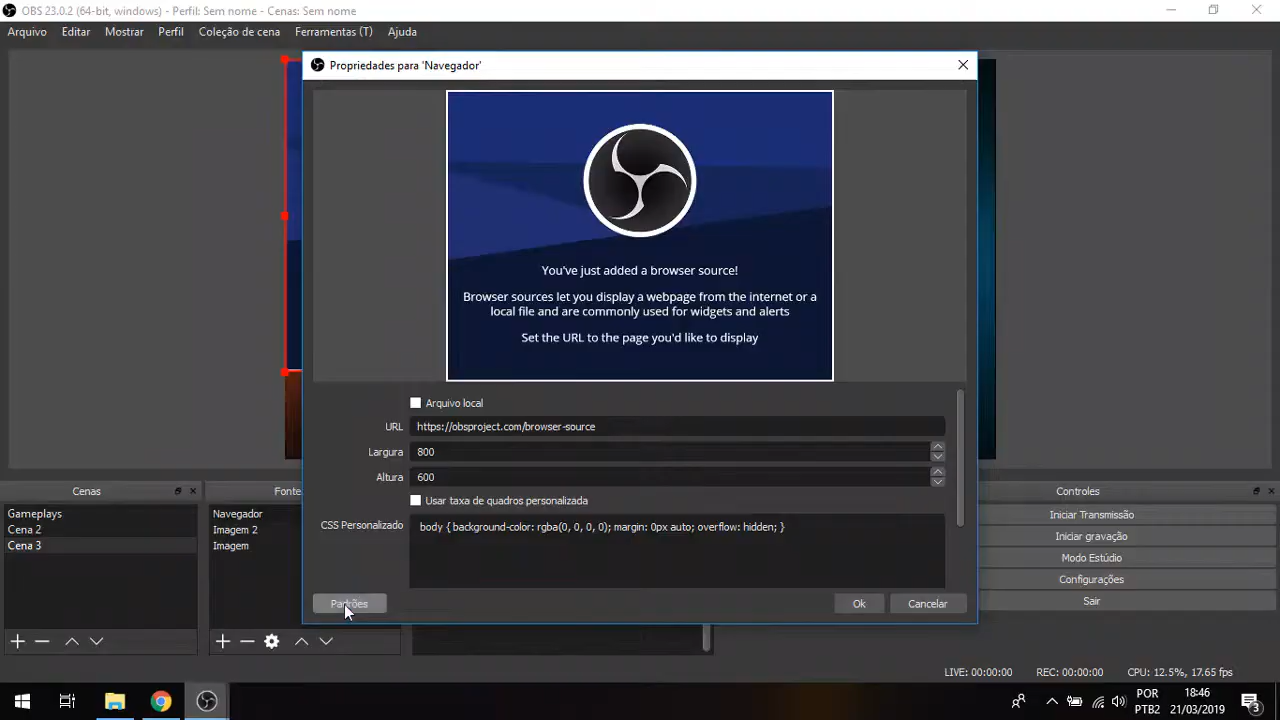 OBS 23.0.2 (64-bit, windows) - Perfil: Sem nome - Cenas: Sem nome
Arquivo Editar Mostrar Perfil Coleção de cena Ferramentas (T) Ajuda
Propriedades para 'Navegador'
You've just added a browser source!
Browser sources let you display a webpage from the internet or a
local file and are commonly used for widgets and alerts
Set the URL to the page you'd like to display
Arquivo local
URL https://obsproject.com/browser-source
Largura 800
Altura 600
Usar taxa de quadros personalizada
CSS Personalizado body { background-color: rgba(0, 0, 0, 0); margin: 0px auto; overflow: hidden; }
Padrões Ok Cancelar
Cenas
Gameplays
Cena 2
Cena 3
Fonte
Navegador
Imagem 2
Imagem
Controles
Iniciar Transmissão
Iniciar gravação
Modo Estúdio
Configurações
Sair
LIVE: 00:00:00 REC: 00:00:00 CPU: 12.5%, 17.65 fps
POR 18:46
PTB2 21/03/2019 3